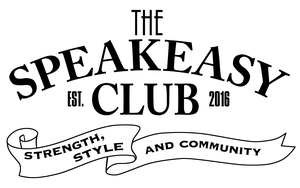 THE
SPEAKEASY
EST. CLUB 2016
STRENGTH,
STYLE AND COMMUNITY